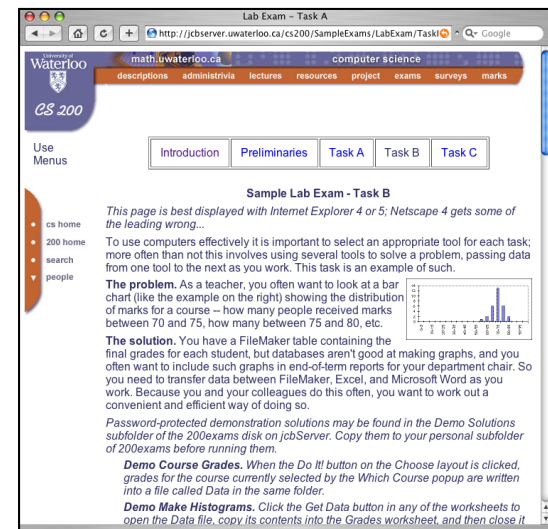 Lab Exam – Task A
http://jcbserver.uwaterloo.ca/cs200/SampleExams/LabExam/Taskl
Google
University of
Waterloo
math.uwaterloo.ca
computer science
descriptions administrivia lectures resources project exams surveys marks
CS 200
Use
Menus
Introduction Preliminaries Task A Task B Task C
cs home
200 home
search
people
Sample Lab Exam - Task B
This page is best displayed with Internet Explorer 4 or 5; Netscape 4 gets some of
the leading wrong...
To use computers effectively it is important to select an appropriate tool for each task;
more often than not this involves using several tools to solve a problem, passing data
from one tool to the next as you work. This task is an example of such.
The problem. As a teacher, you often want to look at a bar
chart (like the example on the right) showing the distribution
of marks for a course -- how many people received marks
between 70 and 75, how many between 75 and 80, etc.
The solution. You have a FileMaker table containing the
final grades for each student, but databases aren't good at making graphs, and you
often want to include such graphs in end-of-term reports for your department chair. So
you need to transfer data between FileMaker, Excel, and Microsoft Word as you
work. Because you and your colleagues do this often, you want to work out a
convenient and efficient way of doing so.
Password-protected demonstration solutions may be found in the Demo Solutions
subfolder of the 200exams disk on jcbServer. Copy them to your personal subfolder
of 200exams before running them.
Demo Course Grades. When the Do It! button on the Choose layout is clicked,
grades for the course currently selected by the Which Course popup are written
into a file called Data in the same folder.
Demo Make Histograms. Click the Get Data button in any of the worksheets to
open the Data file, copy its contents into the Grades worksheet, and then close it